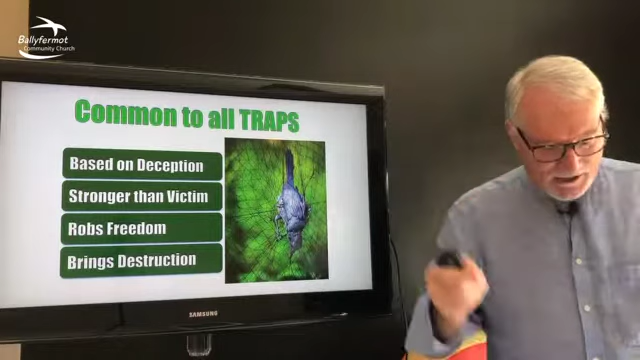 Ballyfermot
Community Church
Common to all TRAPS
Based on Deception
Stronger than Victim
Robs Freedom
Brings Destruction
SAMSUNG